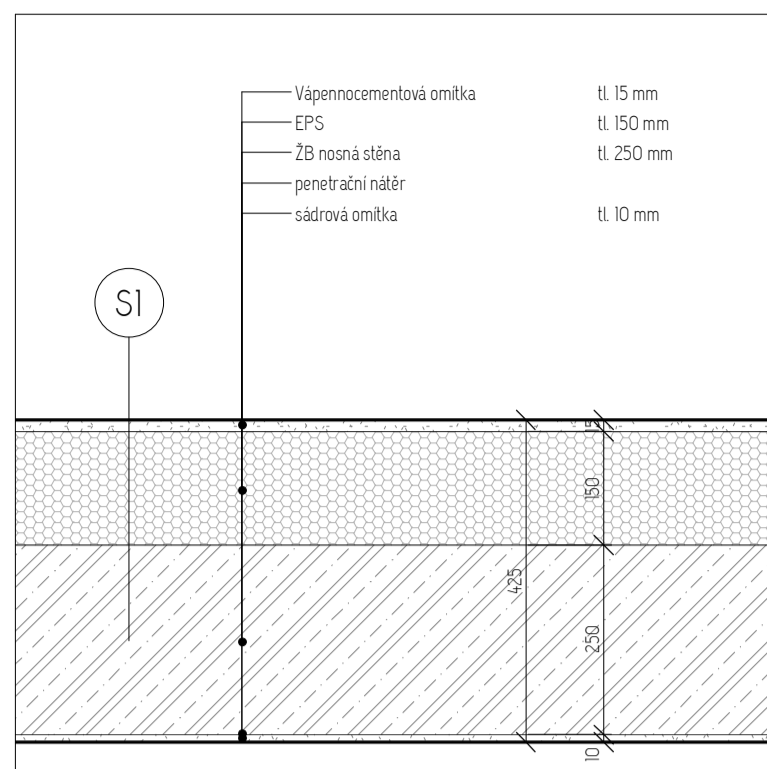 Vápennocementová omítka tl. 15 mm
EPS tl. 150 mm
ŽB nosná stěna tl. 250 mm
penetrační nátěr
sádrová omítka tl. 10 mm
S1
15
150
425
250
10